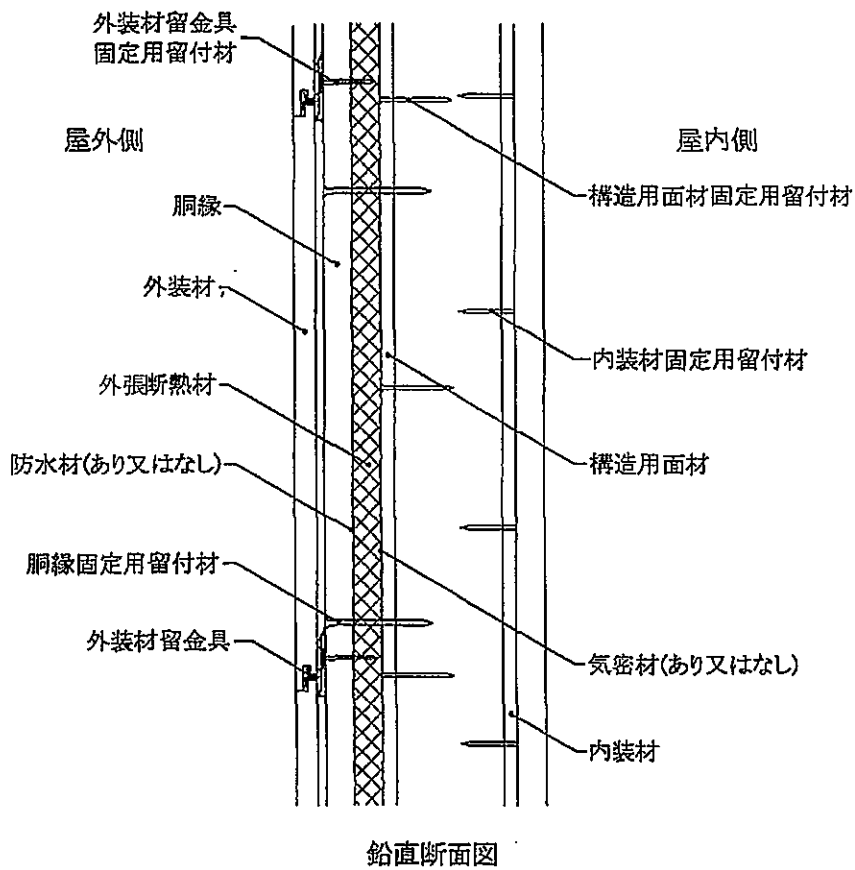 外装材留金具
固定用留付材
屋外側
屋内側
構造用面材固定用留付材
胴縁
外装材
内装材固定用留付材
外張断熱材
防水材(あり又はなし)
構造用面材
胴縁固定用留付材
外装材留金具
気密材(あり又はなし)
内装材
鉛直断面図